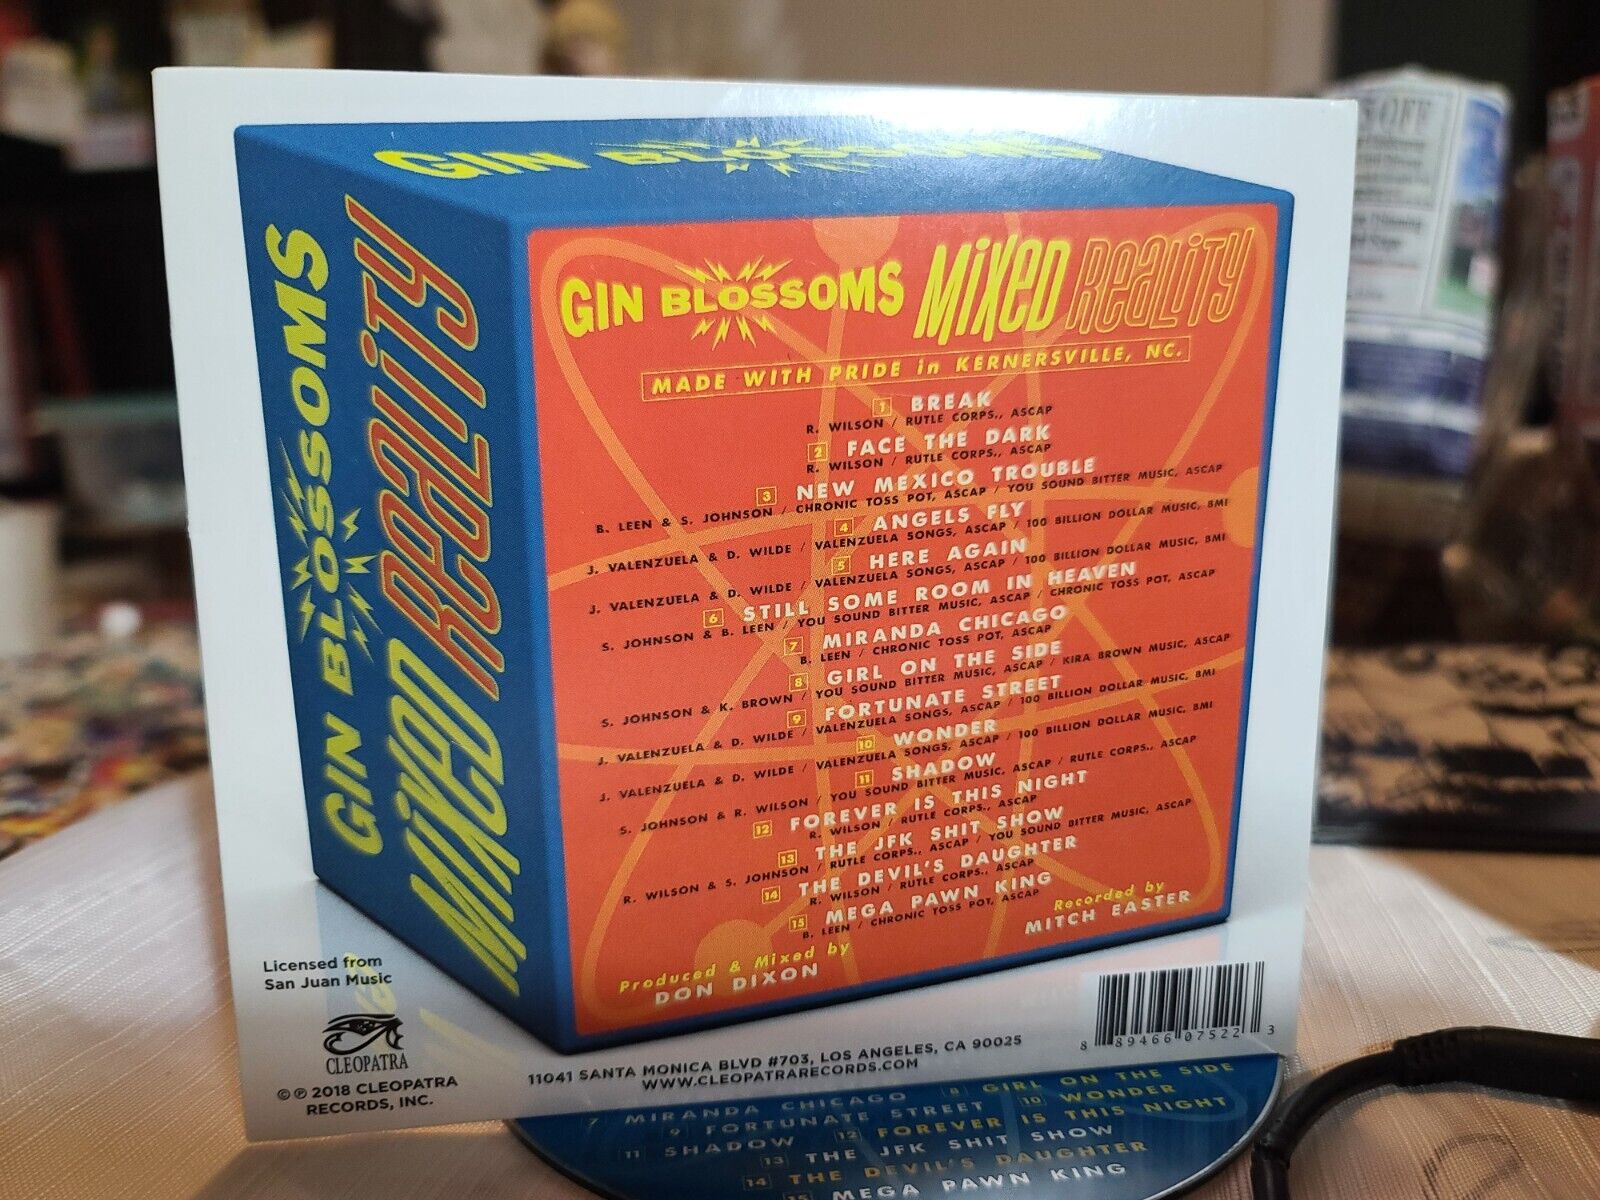 GIN BLOSSOMS
GIN BLOSSOMS
MIXED REALITY
GIN BLOSSOMS MIXED REALITY
MADE WITH PRIDE in KERNERSVILLE, NC.
1 BREAK
R. WILSON / RUTLE CORPS., ASCAP
2 FACE THE DARK
R. WILSON / RUTLE CORPS., ASCAP
3 NEW MEXICO TROUBLE
B. LEEN & S. JOHNSON / CHRONIC TOSS POT, ASCAP / YOU SOUND BITTER MUSIC, ASCAP
4 ANGELS FLY
J. VALENZUELA & D. WILDE / VALENZUELA SONGS, ASCAP / 100 BILLION DOLLAR MUSIC, BMI
5 HERE AGAIN
J. VALENZUELA & D. WILDE / VALENZUELA SONGS, ASCAP / 100 BILLION DOLLAR MUSIC, BMI
6 STILL SOME ROOM IN HEAVEN
S. JOHNSON & B. LEEN / YOU SOUND BITTER MUSIC, ASCAP / CHRONIC TOSS POT, ASCAP
7 MIRANDA CHICAGO
B. LEEN / CHRONIC TOSS POT, ASCAP
8 GIRL ON THE SIDE
S. JOHNSON & K. BROWN / YOU SOUND BITTER MUSIC, ASCAP / KIRA BROWN MUSIC, ASCAP
9 FORTUNATE STREET
J. VALENZUELA & D. WILDE / VALENZUELA SONGS, ASCAP / 100 BILLION DOLLAR MUSIC, BMI
10 WONDER
J. VALENZUELA & D. WILDE / VALENZUELA SONGS, ASCAP / 100 BILLION DOLLAR MUSIC, BMI
11 SHADOW
S. JOHNSON & R. WILSON / YOU SOUND BITTER MUSIC, ASCAP / RUTLE CORPS., ASCAP
12 FOREVER IS THIS NIGHT
R. WILSON / RUTLE CORPS., ASCAP
13 THE JFK SHIT SHOW
R. WILSON & S. JOHNSON / RUTLE CORPS., ASCAP / YOU SOUND BITTER MUSIC, ASCAP
14 THE DEVIL'S DAUGHTER
R. WILSON / RUTLE CORPS., ASCAP
15 MEGA PAWN KING
B. LEEN / CHRONIC TOSS POT, ASCAP
Produced & Mixed by
DON DIXON
Recorded by
MITCH EASTER
Licensed from
San Juan Music
CLEOPATRA
©℗ 2018 CLEOPATRA
RECORDS, INC.
11041 SANTA MONICA BLVD #703, LOS ANGELES, CA 90025
WWW.CLEOPATRARECORDS.COM
8 89466 07522 3
7 MIRANDA CHICAGO 8 GIRL ON THE SIDE
9 FORTUNATE STREET 10 WONDER
11 SHADOW 12 FOREVER IS THIS NIGHT
13 THE JFK SHIT SHOW
14 THE DEVIL'S DAUGHTER
15 MEGA PAWN KING